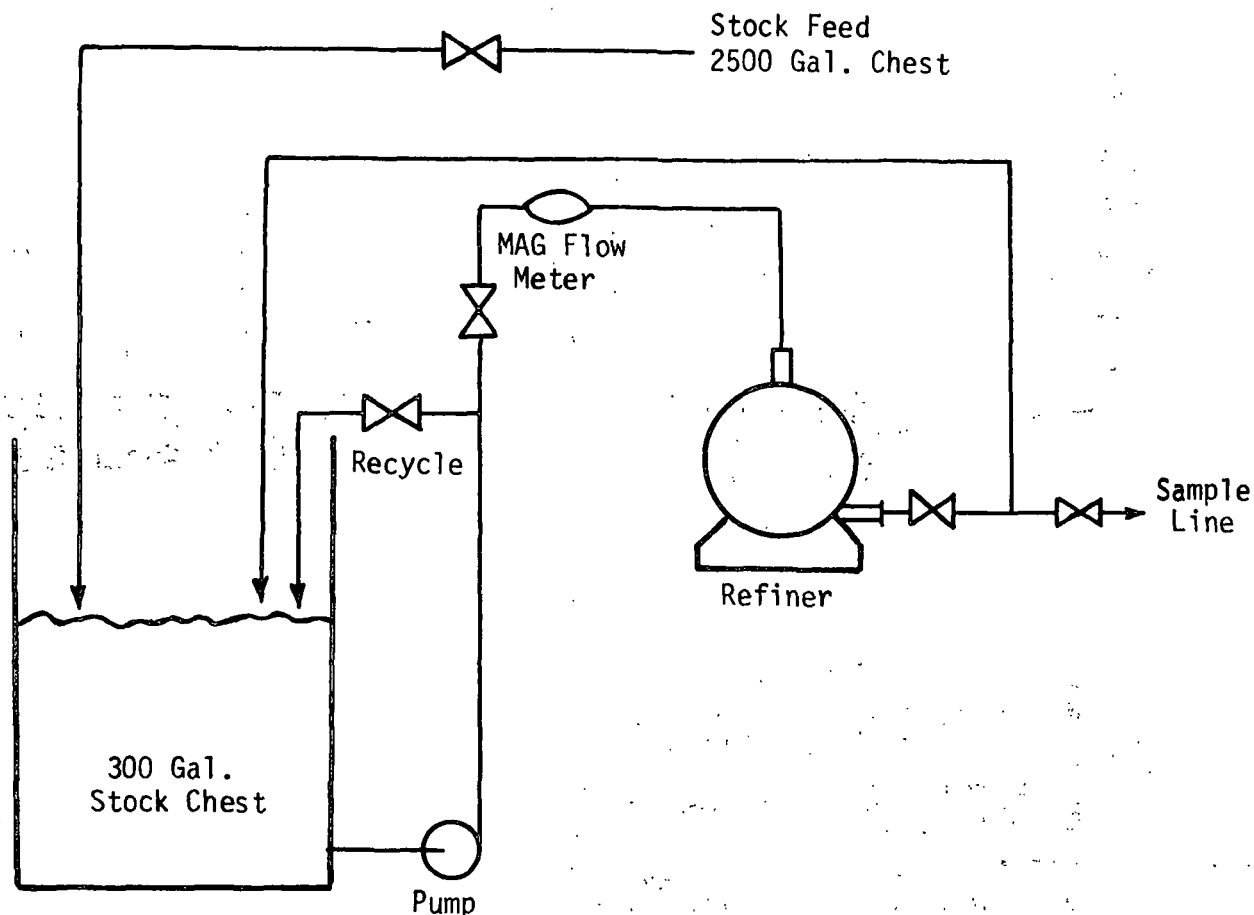 Stock Feed
2500 Gal. Chest
MAG Flow
Meter
Recycle
Sample
Line
Refiner
300 Gal.
Stock Chest
Pump